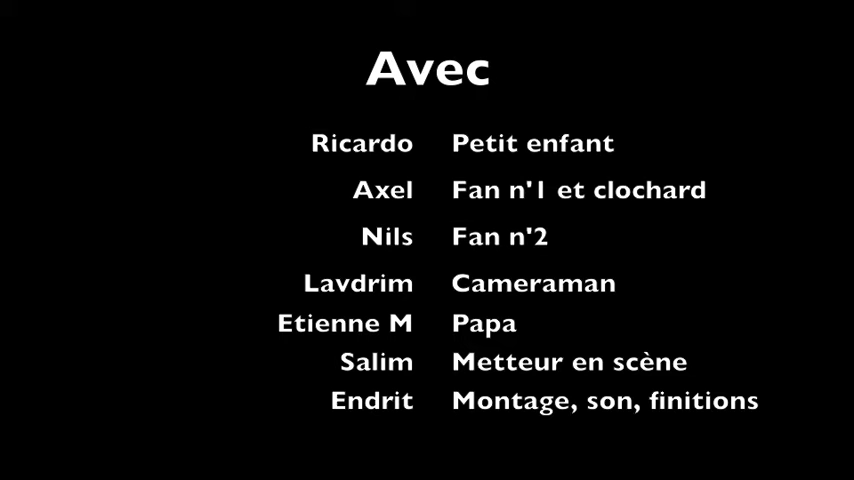 Avec
Ricardo Petit enfant
Axel Fan n'1 et clochard
Nils Fan n'2
Lavdrim Cameraman
Etienne M Papa
Salim Metteur en scène
Endrit Montage, son, finitions